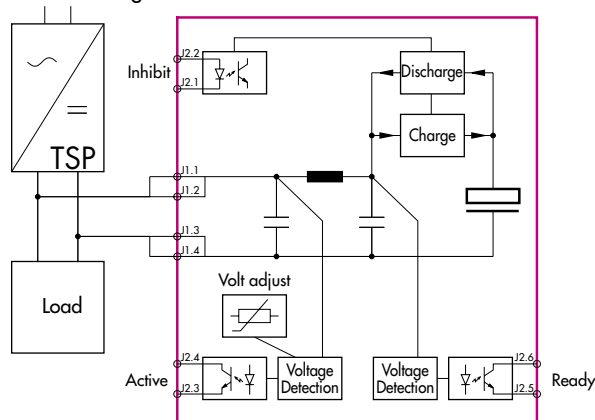 J2.2
Inhibit
J2.1
Discharge
Charge
TSP
J1.1
J1.2
J1.3
J1.4
Load
Volt adjust
J2.4
Active
J2.3
Voltage
Detection
Voltage
Detection
J2.6
Ready
J2.5